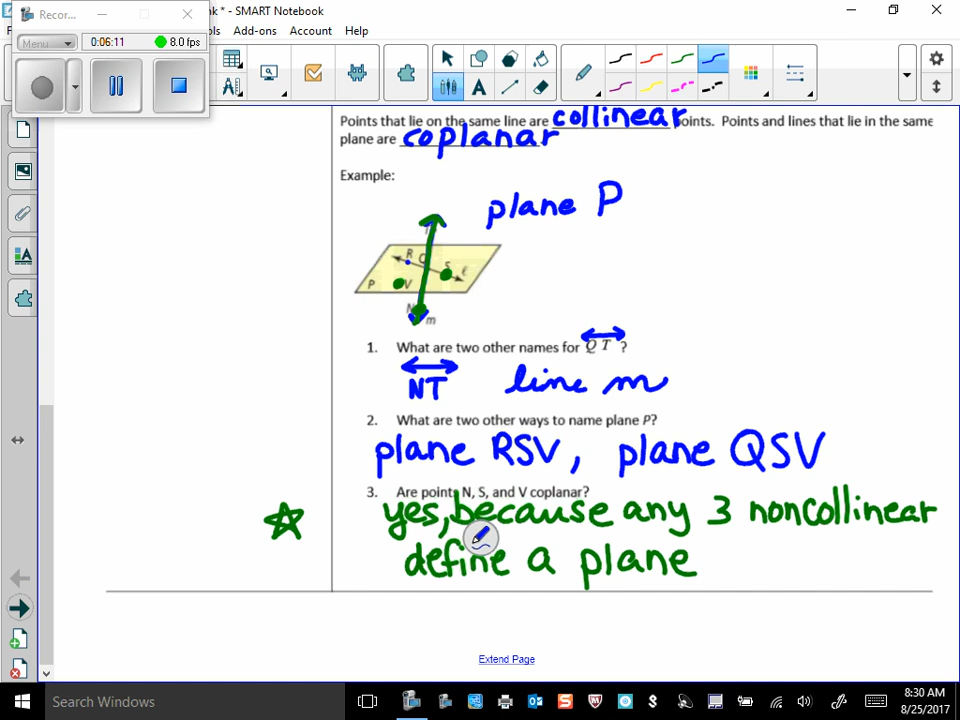 Recor...
nk * - SMART Notebook
Menu
0:06:11
8.0 fps
ols Add-ons Account Help
Points that lie on the same line are collinear points. Points and lines that lie in the same
plane are coplanar
Example:
plane P
R Q S ℓ
P V
N m
1. What are two other names for QT ?
NT line m
2. What are two other ways to name plane P?
plane RSV, plane QSV
3. Are points N, S, and V coplanar?
yes, because any 3 noncollinear
define a plane
Extend Page
Search Windows
8:30 AM
8/25/2017